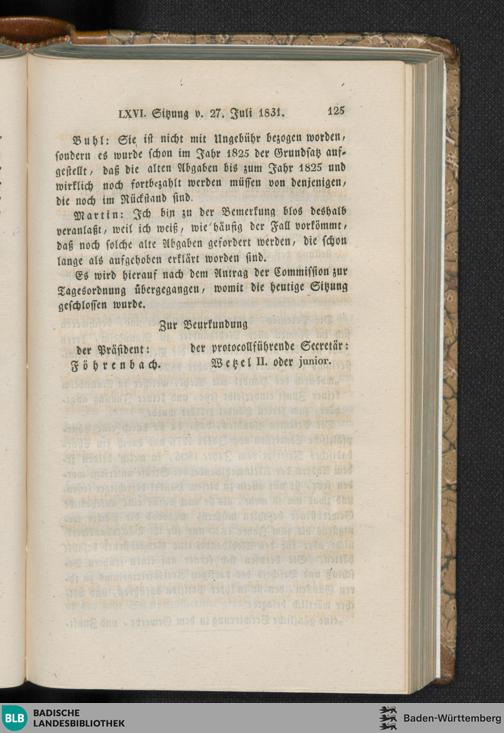 LXVI. Sitzung v. 27. Juli 1831. 125
Buhl: Sie ist nicht mit Ungebühr bezogen worden,
sondern es wurde schon im Jahr 1825 der Grundsatz auf-
gestellt, daß die alten Abgaben bis zum Jahr 1825 und
wirklich noch fortbezahlt werden müssen von denjenigen,
die noch im Rückstand sind.
Martin: Ich bin zu der Bemerkung blos deshalb
veranlaßt, weil ich weiß, wie häufig der Fall vorkömmt,
daß noch solche alte Abgaben gefordert werden, die schon
lange als aufgehoben erklärt worden sind.
Es wird hierauf nach dem Antrag der Commission zur
Tagesordnung übergegangen, womit die heutige Sitzung
geschlossen wurde.
Zur Beurkundung
der Präsident: der protocollführende Secretär:
Föhrenbach. Wetzel II. oder junior.
BLB BADISCHE
LANDESBIBLIOTHEK
Baden-Württemberg